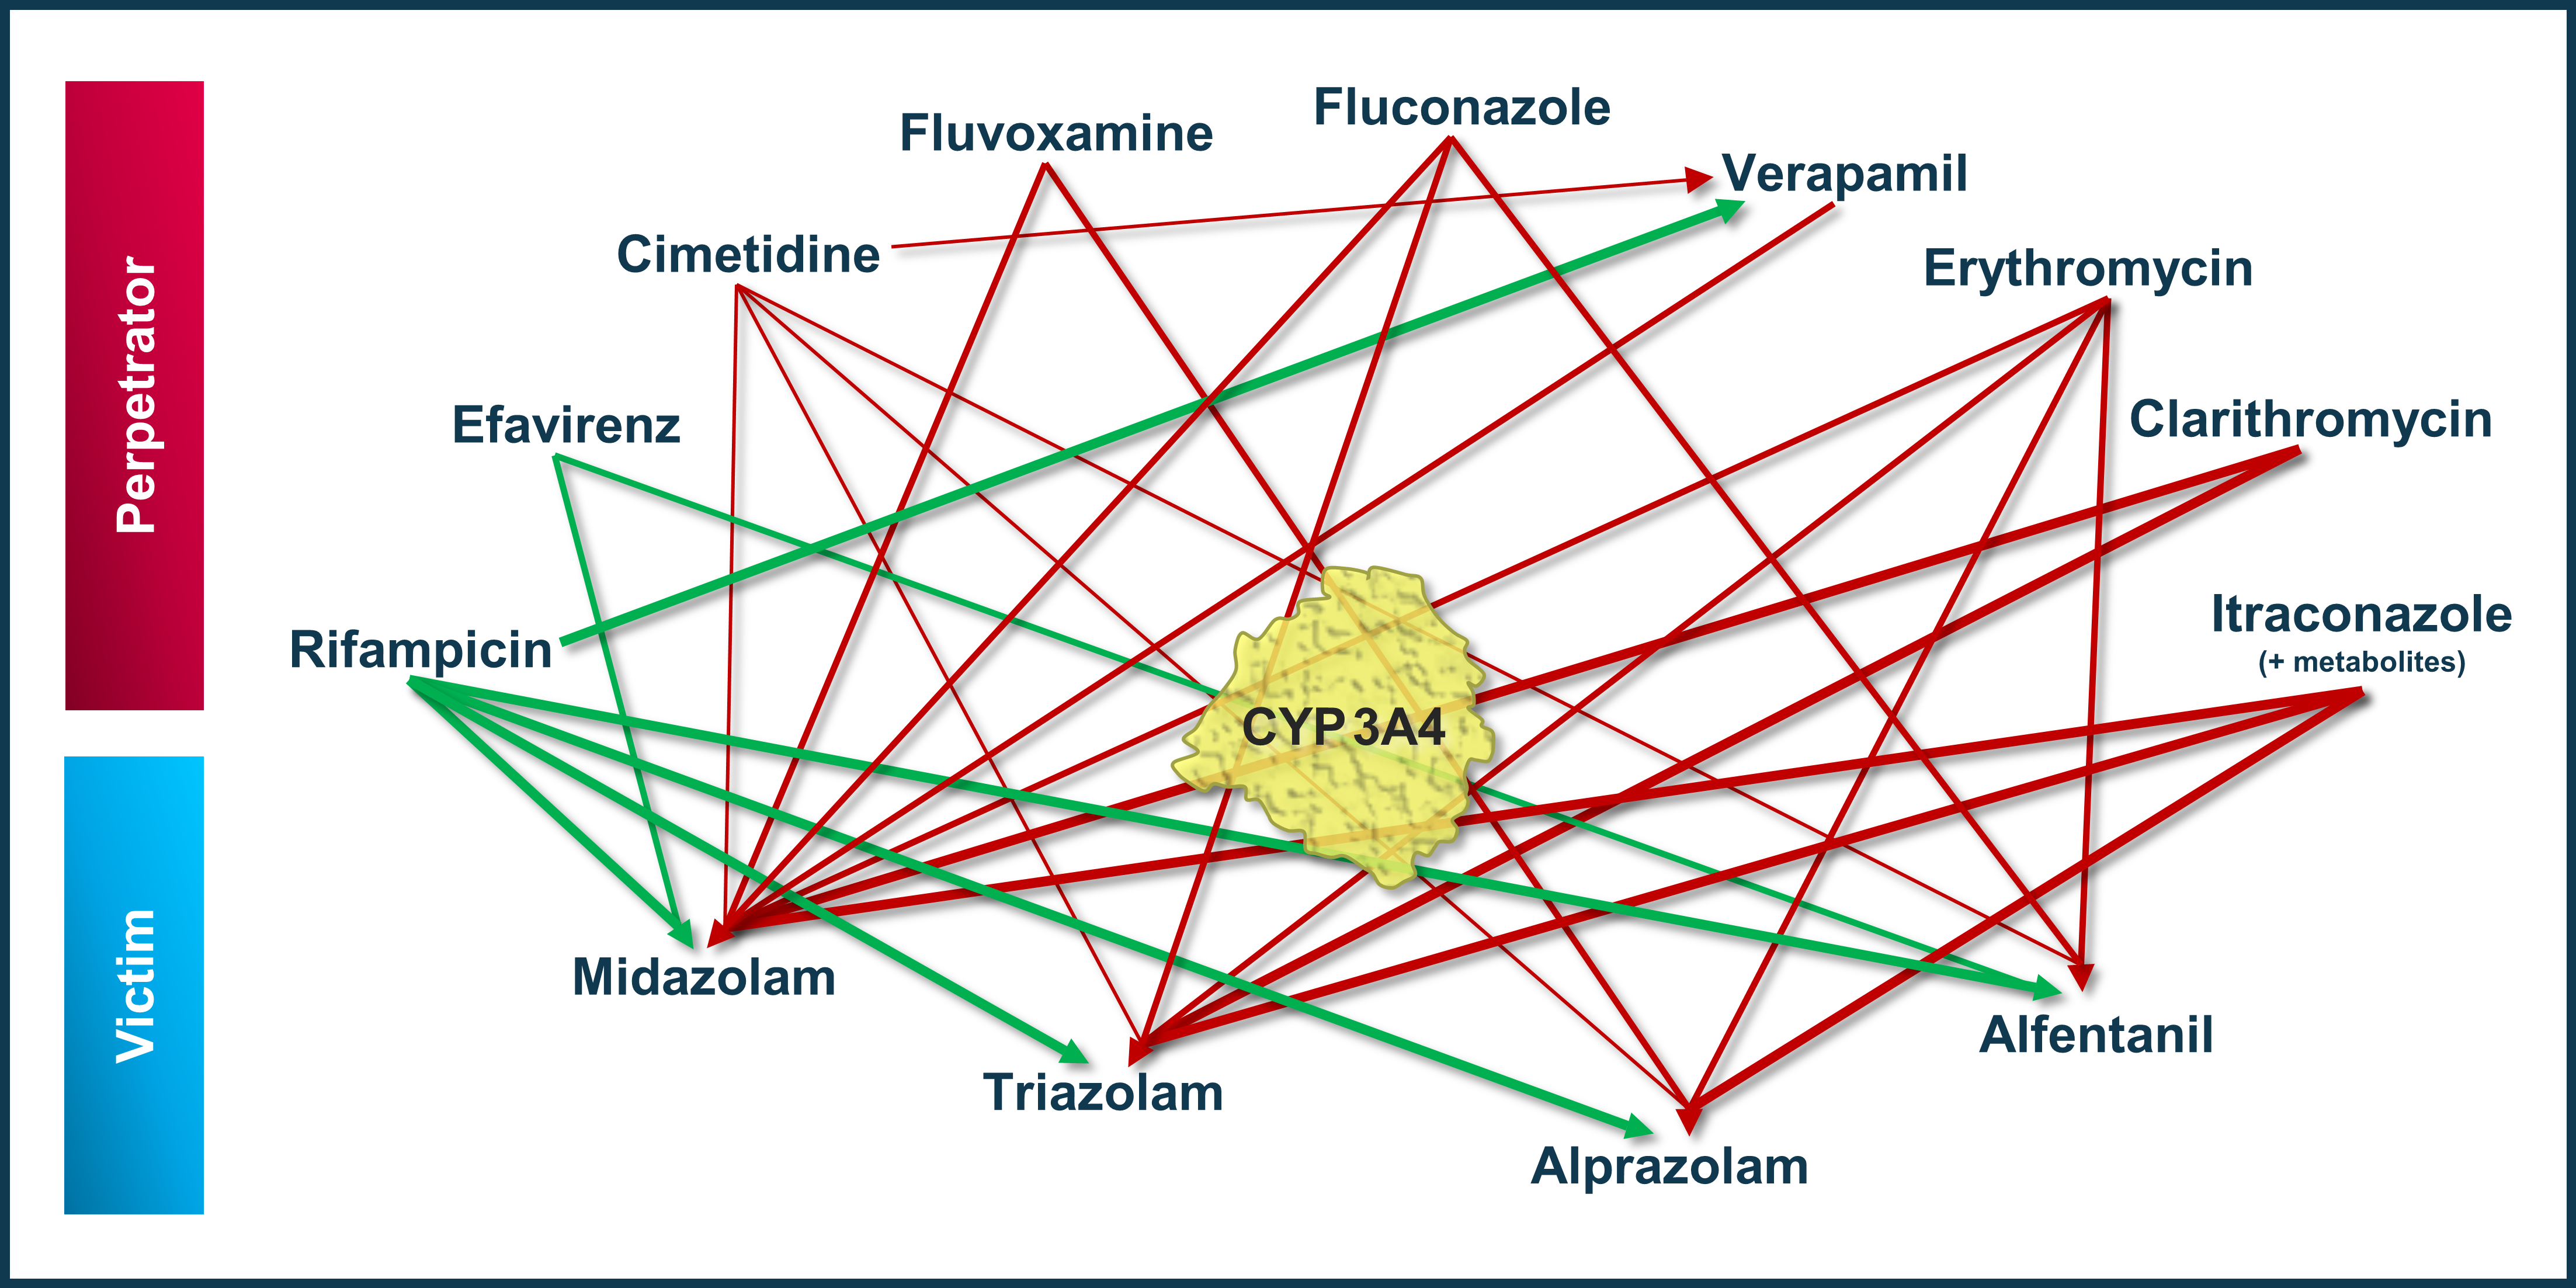 Perpetrator
Victim
Fluconazole
Fluvoxamine
Verapamil
Cimetidine
Erythromycin
Efavirenz
Clarithromycin
Rifampicin
Itraconazole
(+ metabolites)
CYP 3A4
Midazolam
Triazolam
Alfentanil
Alprazolam